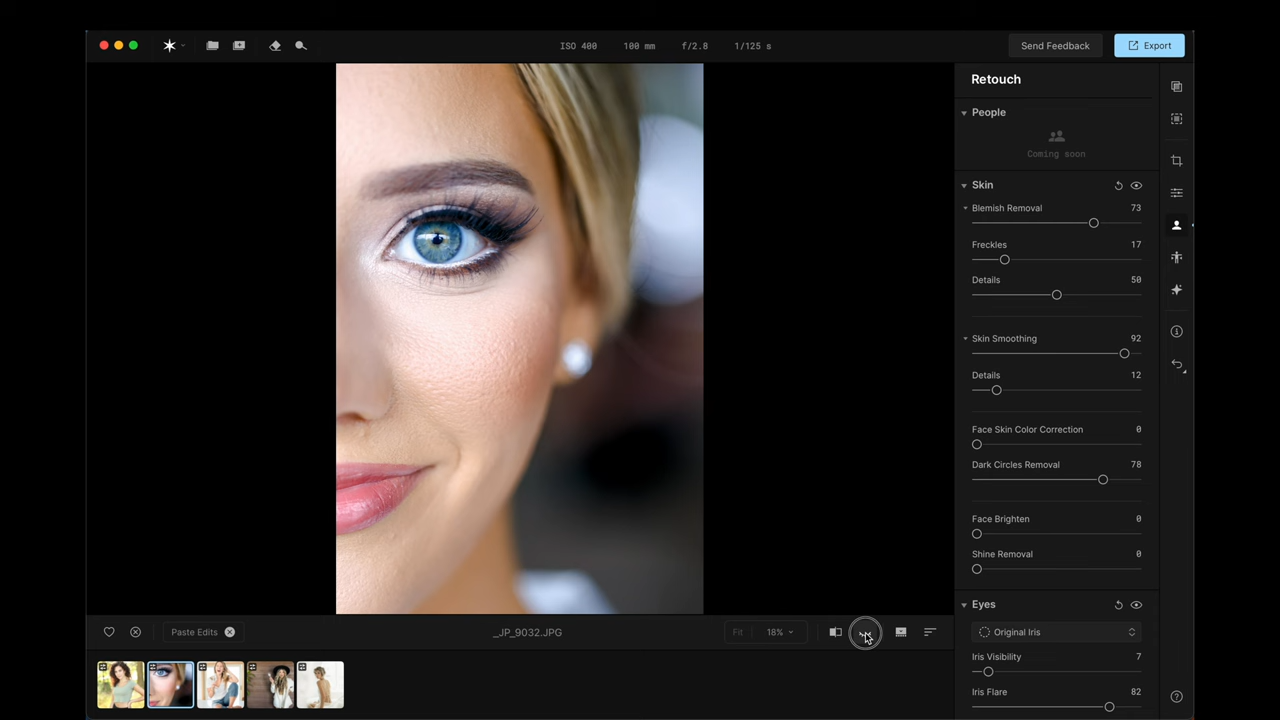 ISO 400 100 mm f/2.8 1/125 s Send Feedback Export
Retouch
People
Coming soon
Skin
Blemish Removal 73
Freckles 17
Details 50
Skin Smoothing 92
Details 12
Face Skin Color Correction 0
Dark Circles Removal 78
Face Brighten 0
Shine Removal 0
Eyes
Paste Edits _JP_9032.JPG Fit 18% Original Iris
Iris Visibility 7
Iris Flare 82